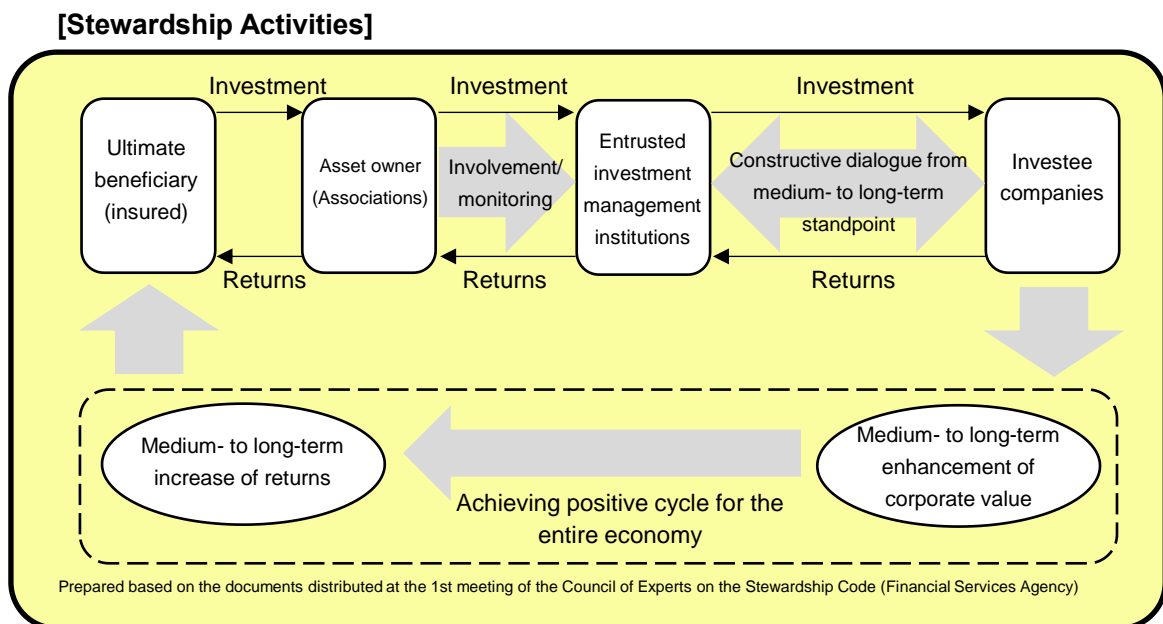 [Stewardship Activities]
Investment
Investment
Investment
Ultimate
beneficiary
(insured)
Asset owner
(Associations)
Involvement/
monitoring
Entrusted
investment
management
institutions
Constructive dialogue from
medium- to long-term
standpoint
Investee
companies
Returns
Returns
Returns
Medium- to long-term
increase of returns
Achieving positive cycle for the
entire economy
Medium- to long-term
enhancement of
corporate value
Prepared based on the documents distributed at the 1st meeting of the Council of Experts on the Stewardship Code (Financial Services Agency)